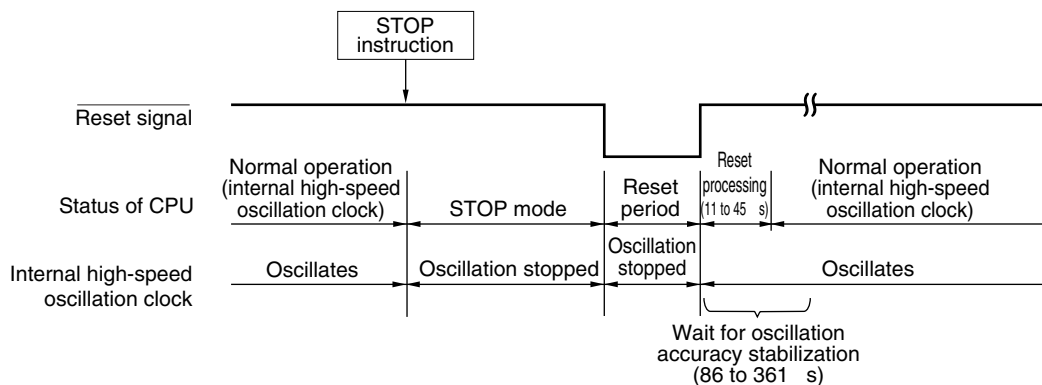 STOP
instruction
Reset signal
Status of CPU
Normal operation
(internal high-speed
oscillation clock)
STOP mode
Reset
period
Reset
processing
(11 to 45 s)
Normal operation
(internal high-speed
oscillation clock)
Internal high-speed
oscillation clock
Oscillates
Oscillation stopped
Oscillation
stopped
Oscillates
Wait for oscillation
accuracy stabilization
(86 to 361 s)